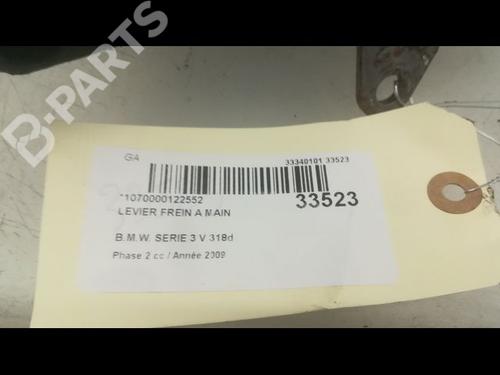 B-PARTS
GA
33340101 33523
*1070000122552
33523
LEVIER FREIN A MAIN
B.M.W. SERIE 3 V 318d
Phase 2 cc / Année 2009